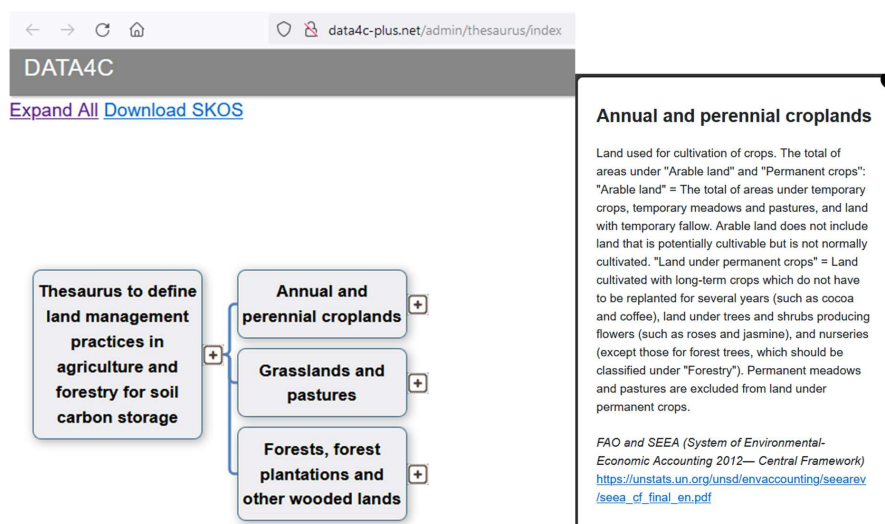 data4c-plus.net/admin/thesaurus/index
DATA4C
Expand All Download SKOS
Thesaurus to define
land management
practices in
agriculture and
forestry for soil
carbon storage
Annual and
perennial croplands
Grasslands and
pastures
Forests, forest
plantations and
other wooded lands
Annual and perennial croplands
Land used for cultivation of crops. The total of
areas under "Arable land" and "Permanent crops":
"Arable land" = The total of areas under temporary
crops, temporary meadows and pastures, and land
with temporary fallow. Arable land does not include
land that is potentially cultivable but is not normally
cultivated. "Land under permanent crops" = Land
cultivated with long-term crops which do not have
to be replanted for several years (such as cocoa
and coffee), land under trees and shrubs producing
flowers (such as roses and jasmine), and nurseries
(except those for forest trees, which should be
classified under "Forestry"). Permanent meadows
and pastures are excluded from land under
permanent crops.
FAO and SEEA (System of Environmental-
Economic Accounting 2012— Central Framework)
https://unstats.un.org/unsd/envaccounting/seearev
/seea_cf_final_en.pdf